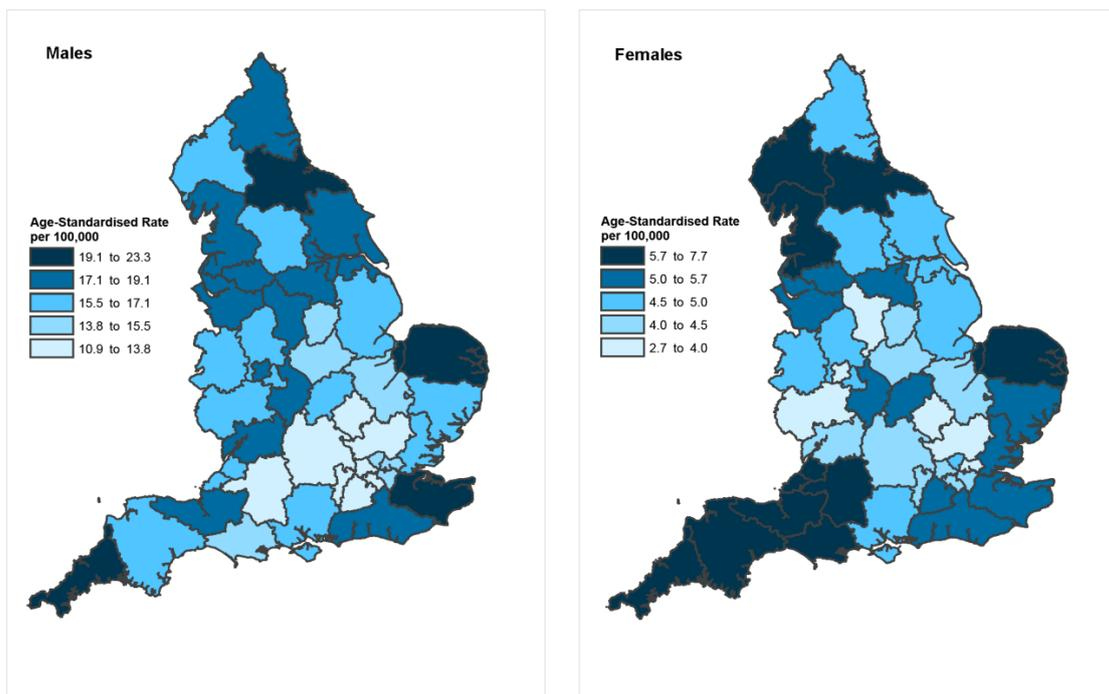 Males
Age-Standardised Rate
per 100,000
19.1 to 23.3
17.1 to 19.1
15.5 to 17.1
13.8 to 15.5
10.9 to 13.8
Females
Age-Standardised Rate
per 100,000
5.7 to 7.7
5.0 to 5.7
4.5 to 5.0
4.0 to 4.5
2.7 to 4.0